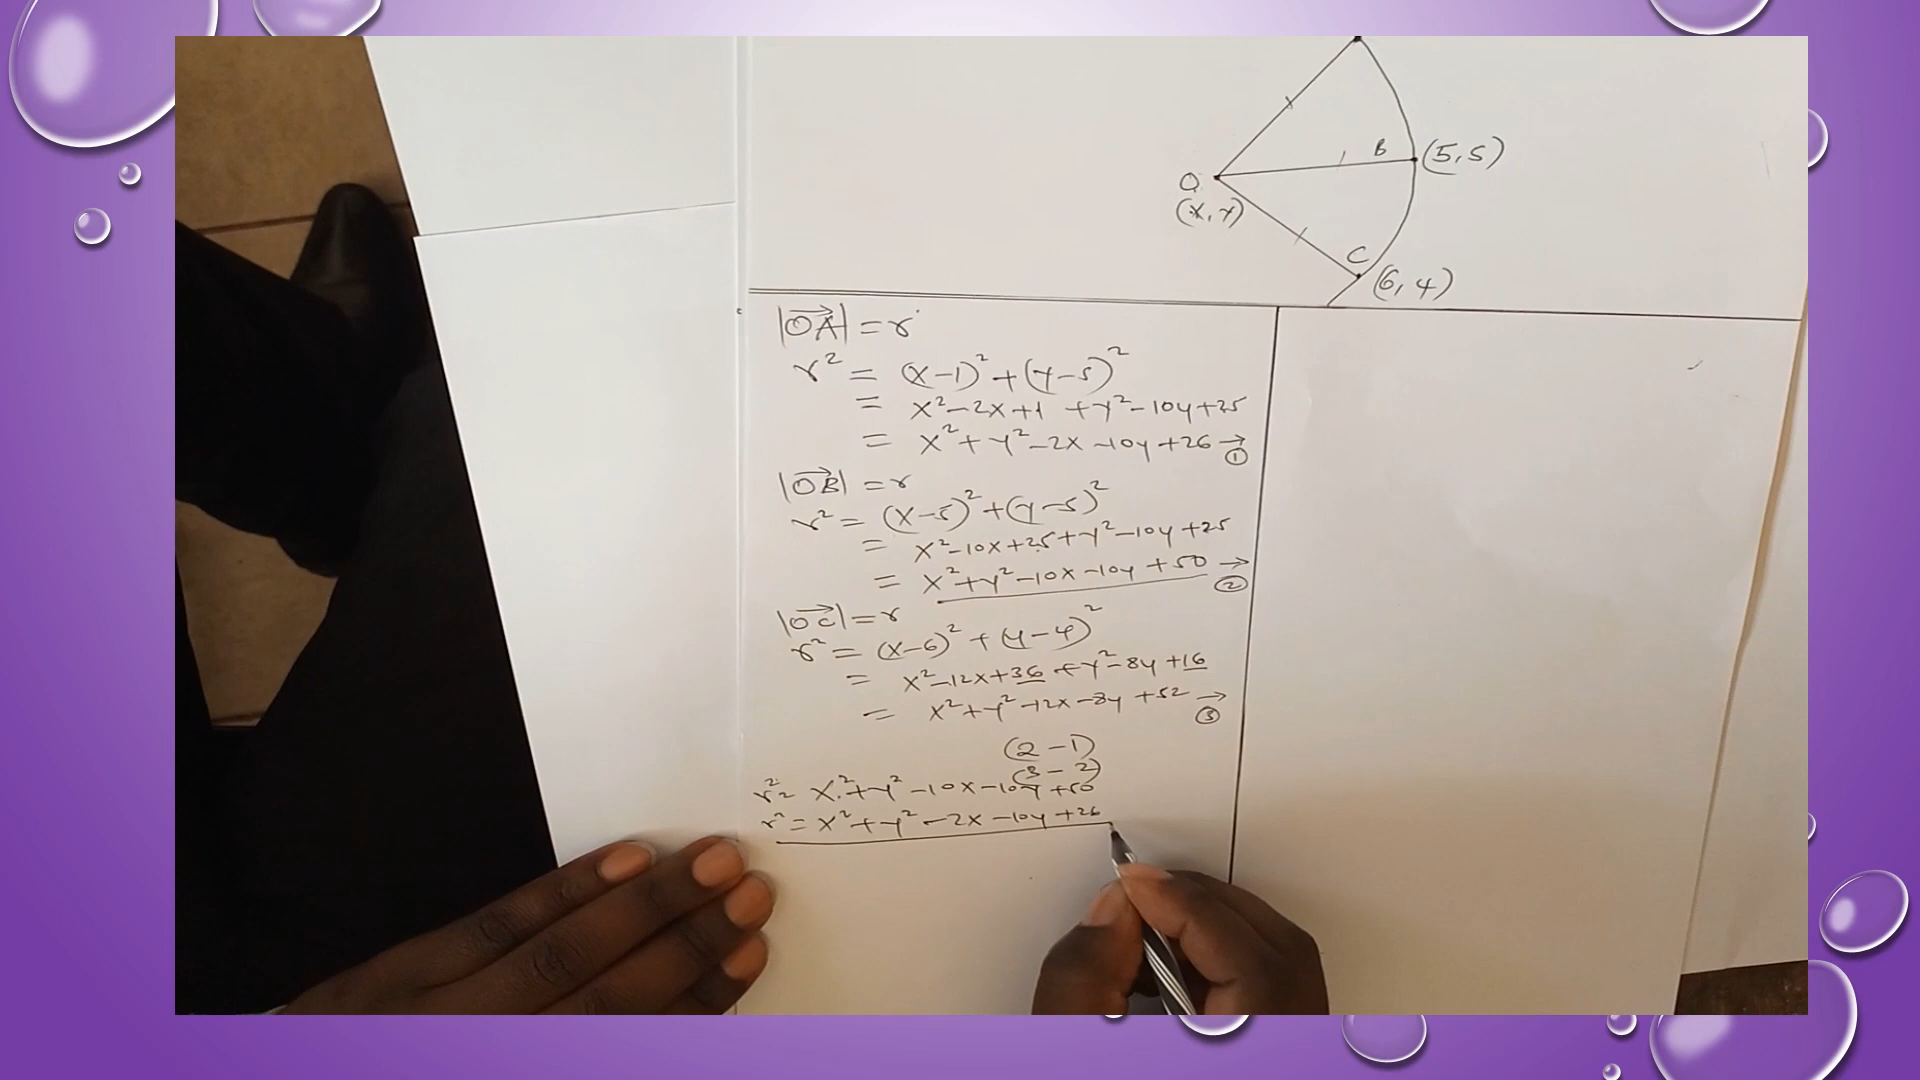 B (5,5)
O
(x, y)
C
(6, 4)
|OA| = r
r² = (x-1)² + (y-5)²
= x²-2x+1 + y²-10y+25
= x² + y² -2x -10y +26 → ①
|OB| = r
r² = (x-5)² + (y-5)²
= x²-10x+25+y²-10y+25
= x²+y²-10x-10y +50 → ②
|OC| = r
r² = (x-6)² + (y-4)²
= x²-12x+36 + y²-8y+16
= x²+y²-12x-8y +52 → ③
(2 -1)
(3 - 2)
r² = x²+y² -10x-10y +50
r² = x²+y² -2x -10y +26